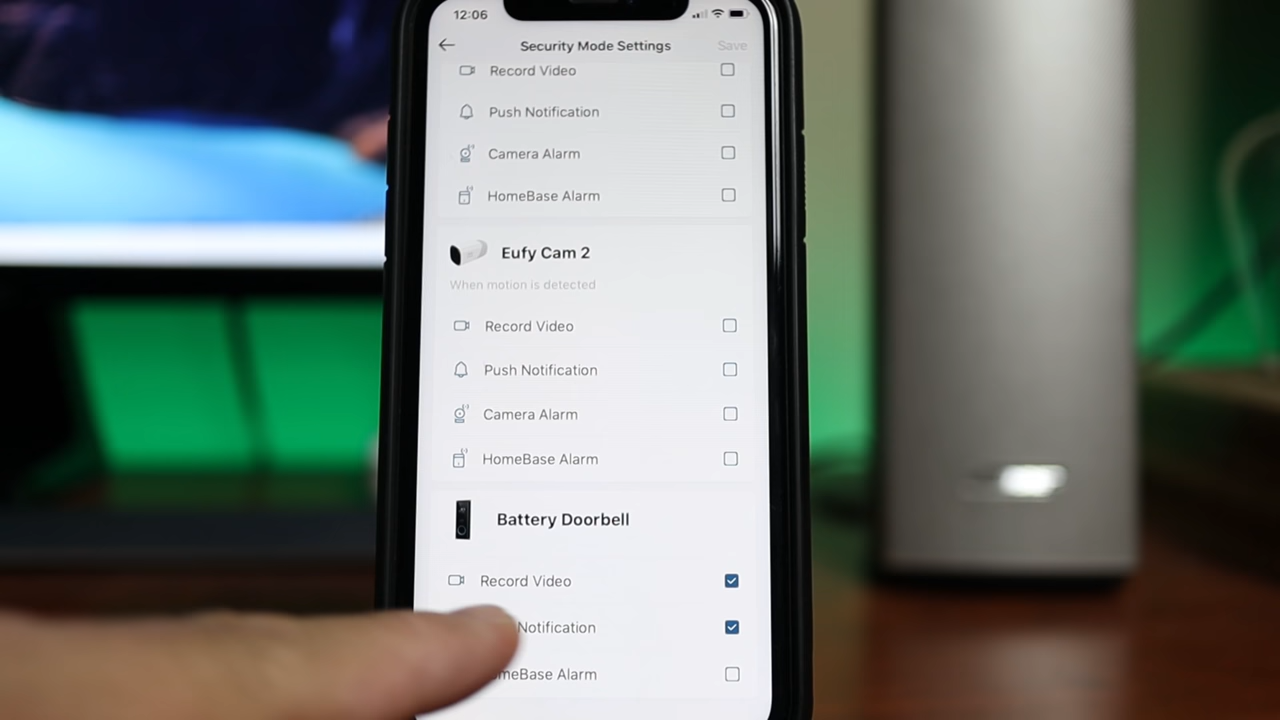 12:06
Security Mode Settings Save
Record Video
Push Notification
Camera Alarm
HomeBase Alarm
Eufy Cam 2
When motion is detected
Record Video
Push Notification
Camera Alarm
HomeBase Alarm
Battery Doorbell
Record Video
Notification
meBase Alarm